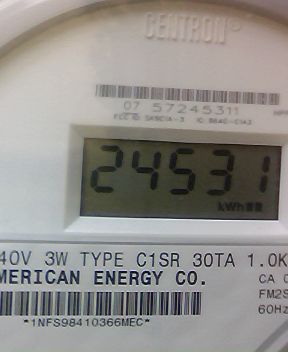 CENTRON®
07 57245311
24531
kWh
40V 3W TYPE C1SR 30TA 1.0K
MERICAN ENERGY CO.
CA
FM2S
60Hz
*1NFS98410366MEC*